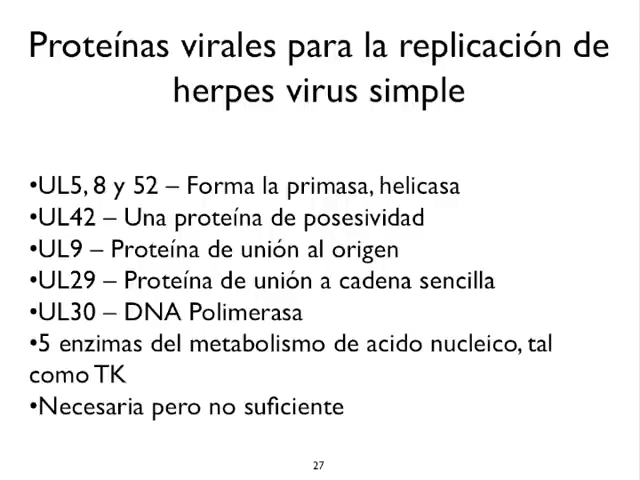 Proteínas virales para la replicación de
herpes virus simple
•UL5, 8 y 52 – Forma la primasa, helicasa
•UL42 – Una proteína de posesividad
•UL9 – Proteína de unión al origen
•UL29 – Proteína de unión a cadena sencilla
•UL30 – DNA Polimerasa
•5 enzimas del metabolismo de acido nucleico, tal
como TK
•Necesaria pero no suficiente
27